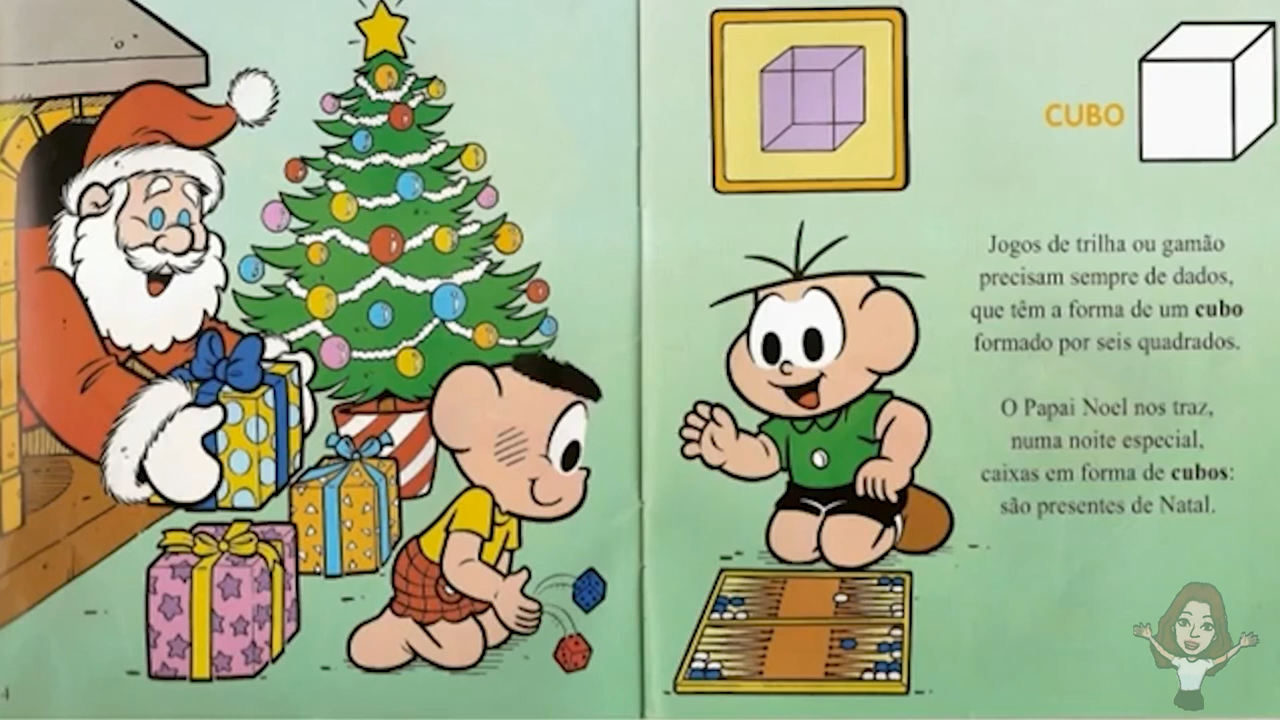 CUBO
Jogos de trilha ou gamão
precisam sempre de dados,
que têm a forma de um cubo
formado por seis quadrados.
O Papai Noel nos traz,
numa noite especial,
caixas em forma de cubos:
são presentes de Natal.